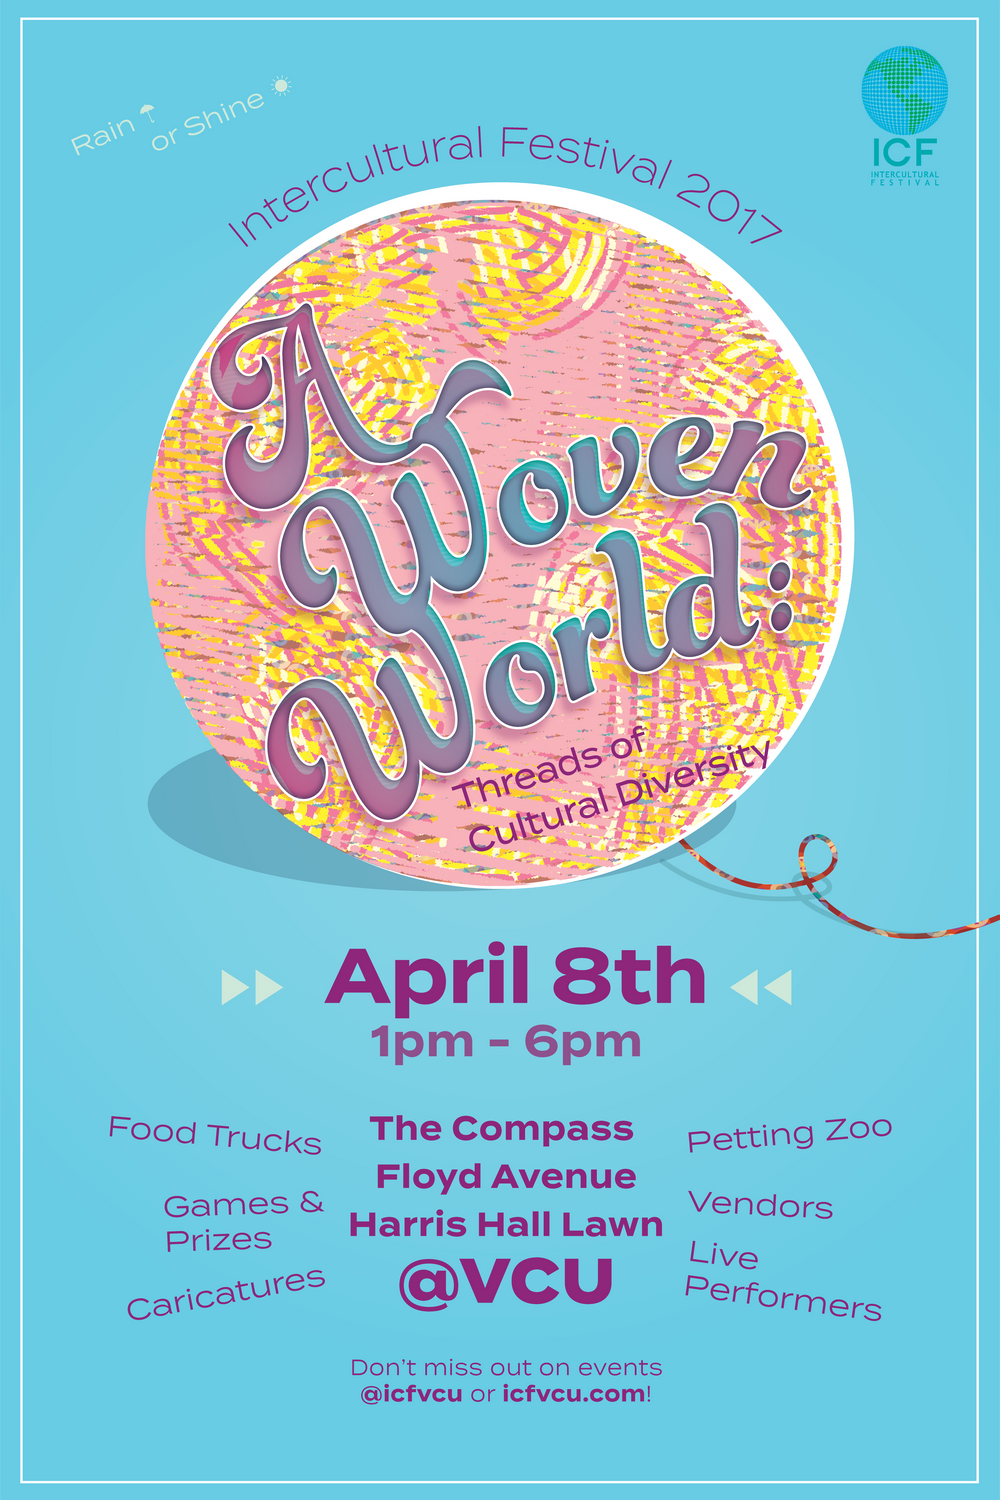 Rain or Shine
ICF
INTERCULTURAL
FESTIVAL
Intercultural Festival 2017
A
Woven
World:
Threads of
Cultural Diversity
April 8th
1pm - 6pm
Food Trucks
Games &
Prizes
Caricatures
The Compass
Floyd Avenue
Harris Hall Lawn
@VCU
Petting Zoo
Vendors
Live
Performers
Don't miss out on events
@icfvcu or icfvcu.com!